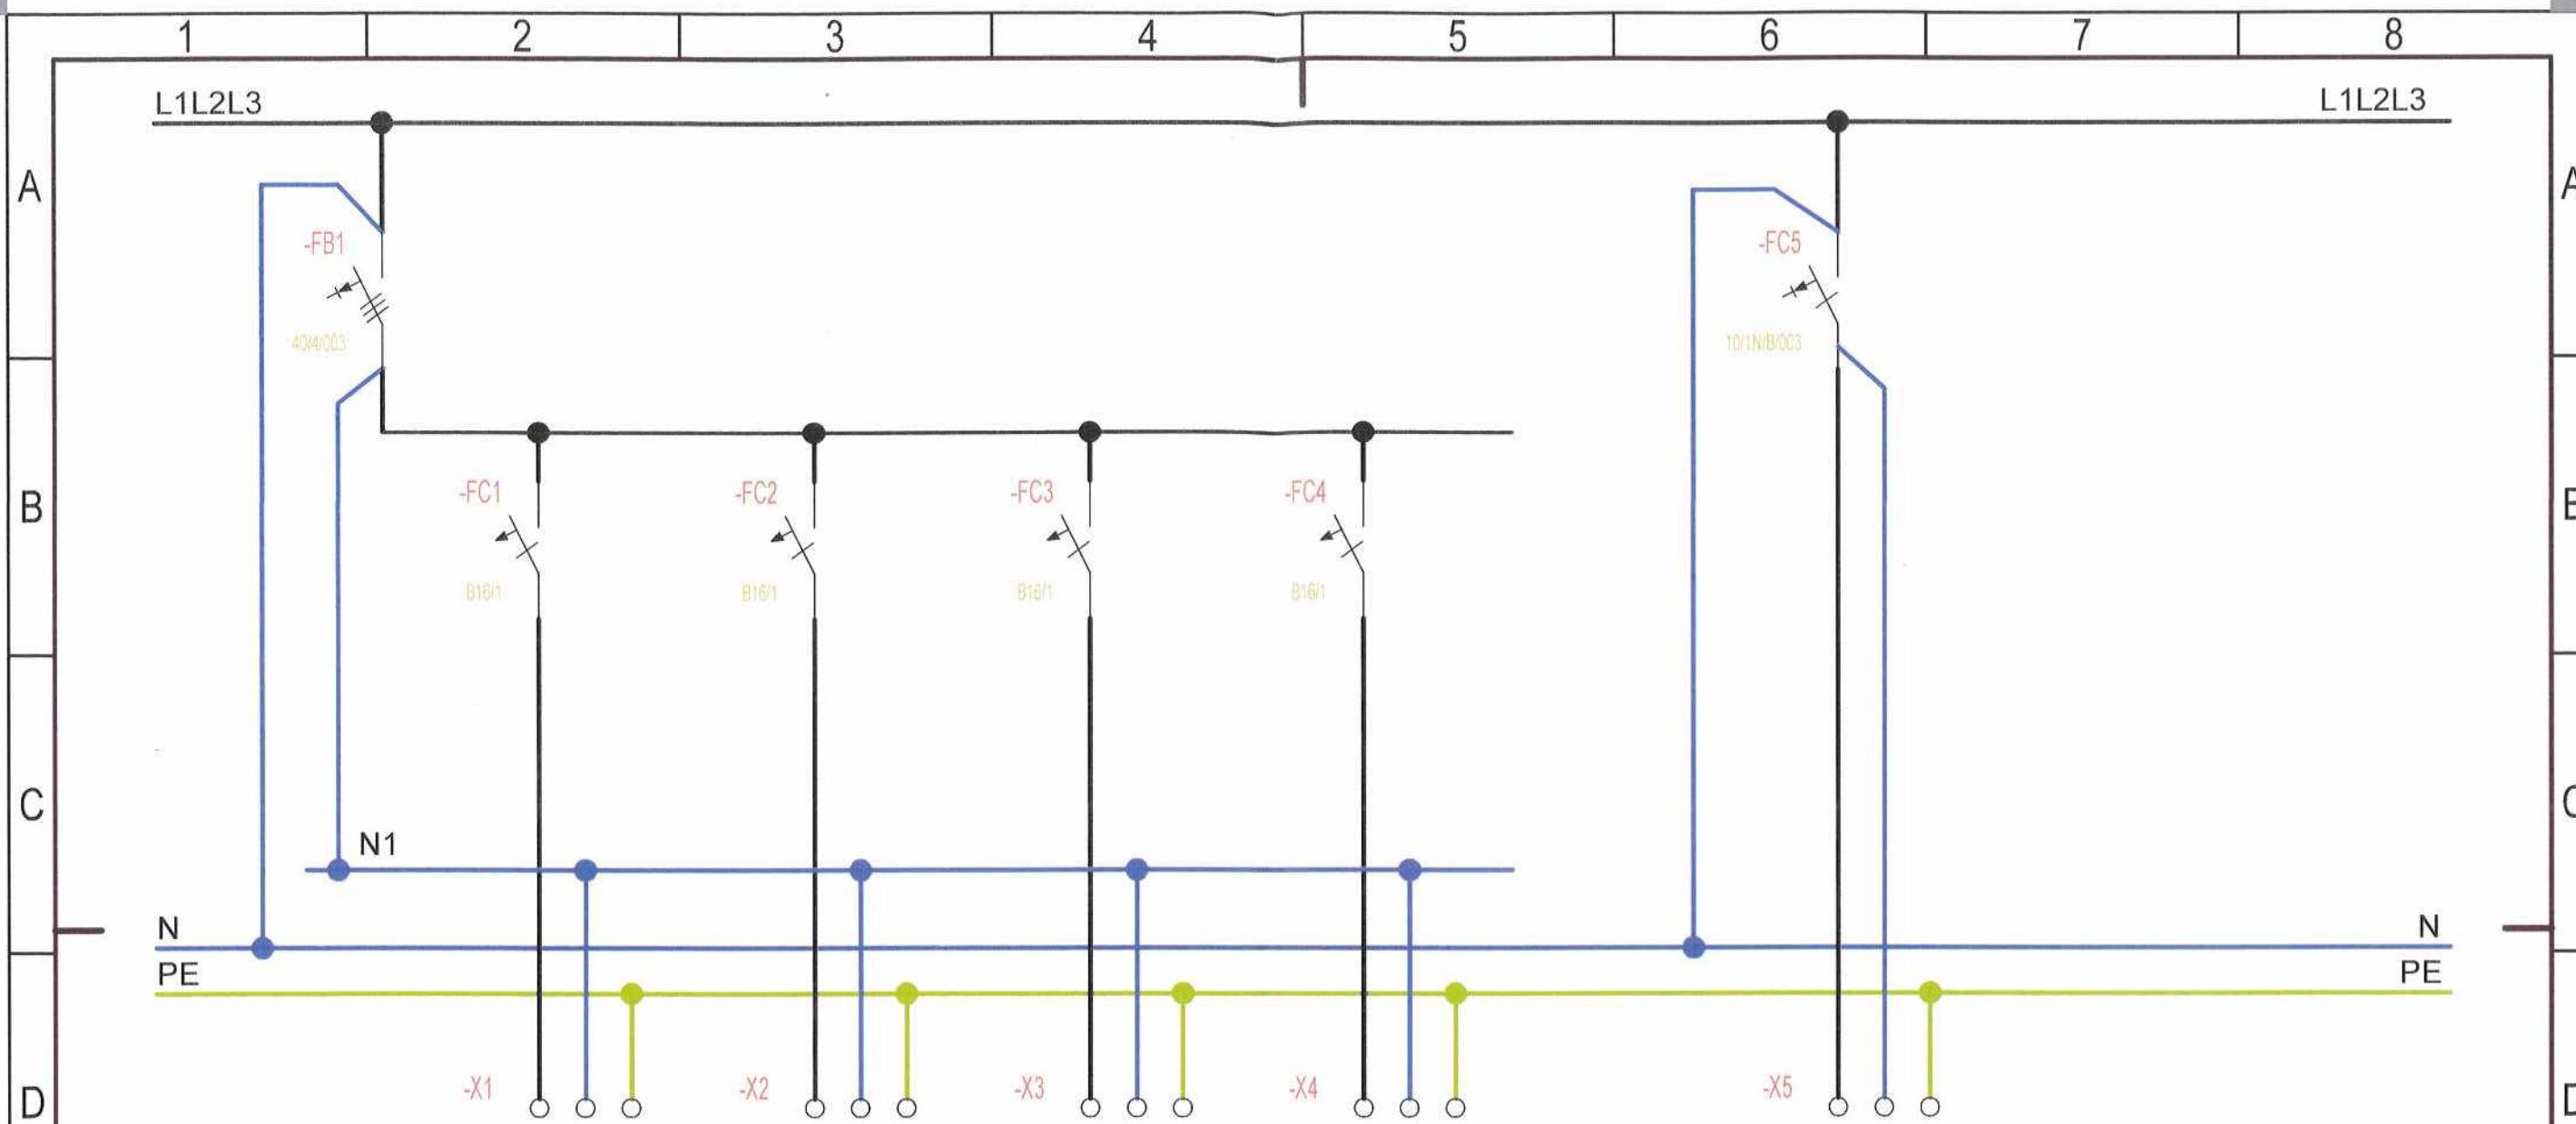 1 2 3 4 5 6 7 8
L1L2L3 L1L2L3
A A
-FB1 -FC5
40/4/003 10/1N/B/003
B B
-FC1 -FC2 -FC3 -FC4
B16/1 B16/1 B16/1 B16/1
C C
N1
N N
PE PE
-X1 -X2 -X3 -X4 -X5
D D